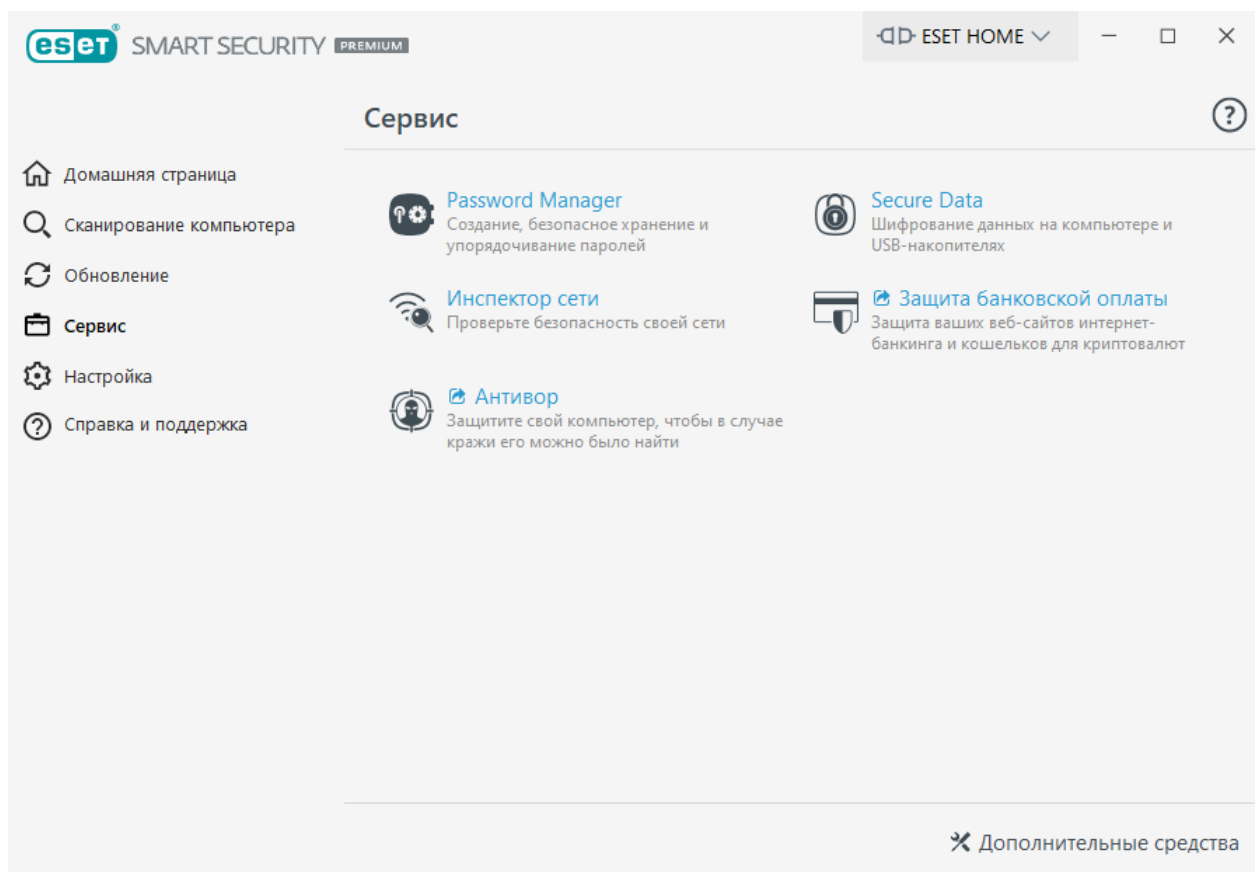 eset® SMART SECURITY PREMIUM
ESET HOME
Сервис
Домашняя страница
Сканирование компьютера
Обновление
Сервис
Настройка
Справка и поддержка
Password Manager
Создание, безопасное хранение и
упорядочивание паролей
Secure Data
Шифрование данных на компьютере и
USB-накопителях
Инспектор сети
Проверьте безопасность своей сети
Защита банковской оплаты
Защита ваших веб-сайтов интернет-
банкинга и кошельков для криптовалют
Антивор
Защитите свой компьютер, чтобы в случае
кражи его можно было найти
Дополнительные средства